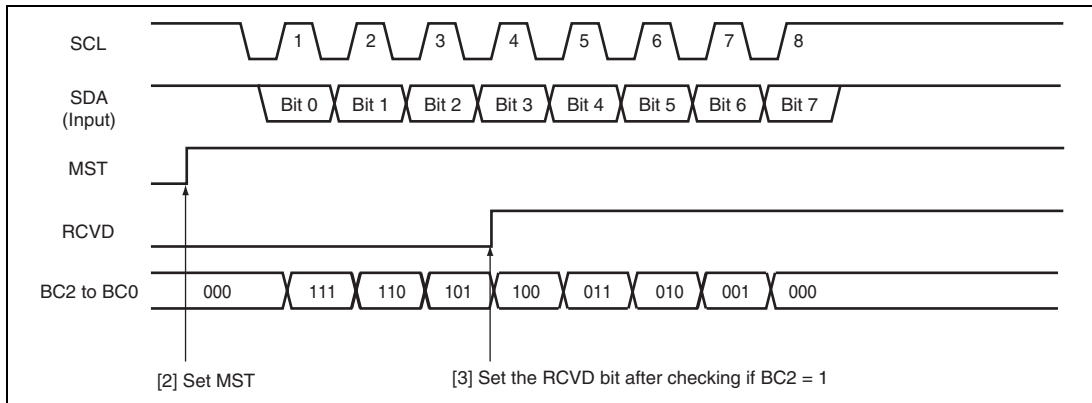 SCL 1 2 3 4 5 6 7 8
SDA
(Input)
Bit 0 Bit 1 Bit 2 Bit 3 Bit 4 Bit 5 Bit 6 Bit 7
MST
RCVD
BC2 to BC0 000 111 110 101 100 011 010 001 000
[2] Set MST [3] Set the RCVD bit after checking if BC2 = 1